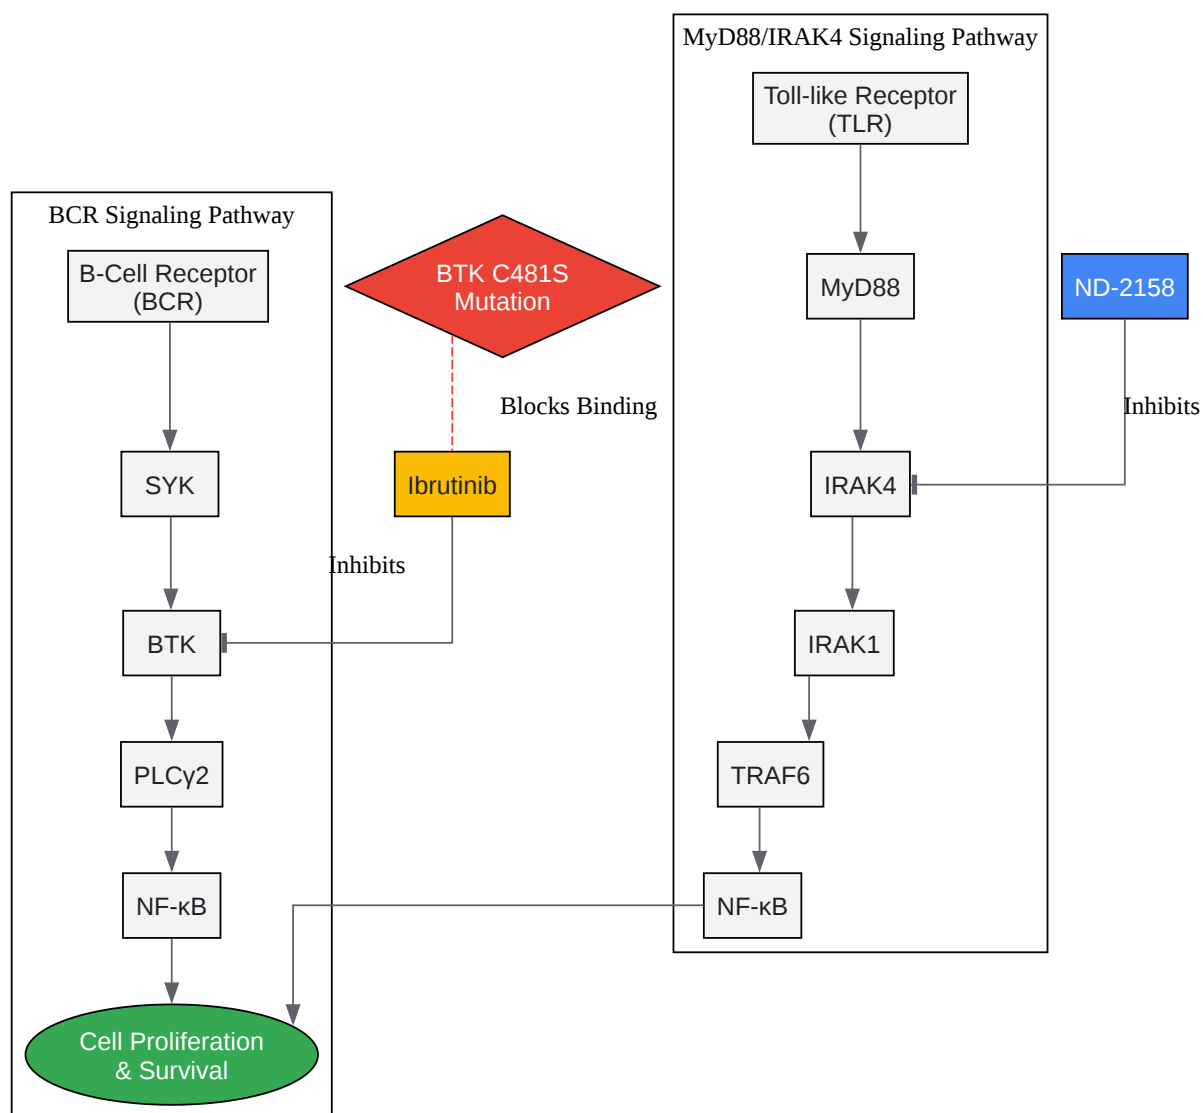 MyD88/IRAK4 Signaling Pathway
Toll-like Receptor
(TLR)
BCR Signaling Pathway
B-Cell Receptor
(BCR)
BTK C481S
Mutation
MyD88
ND-2158
Blocks Binding
Inhibits
SYK
Ibrutinib
IRAK4
Inhibits
BTK
IRAK1
PLCγ2
TRAF6
NF-κB
NF-κB
Cell Proliferation
& Survival